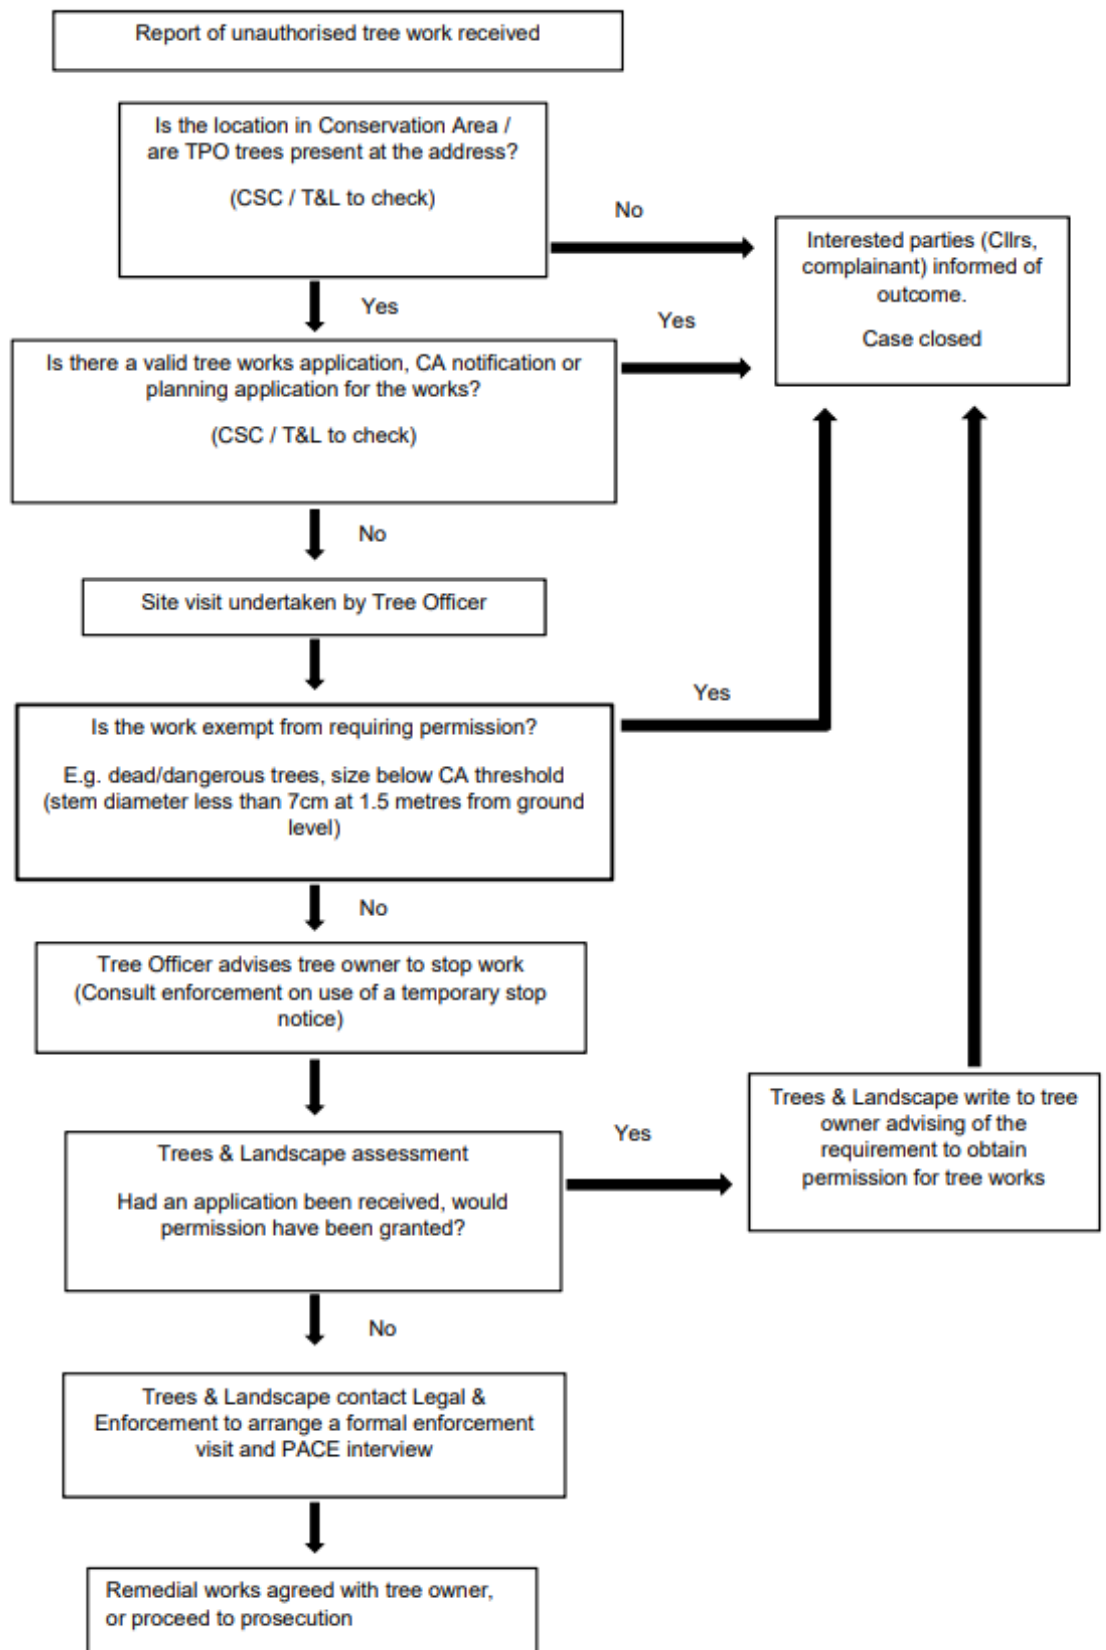 Report of unauthorised tree work received
Is the location in Conservation Area /
are TPO trees present at the address?
(CSC / T&L to check)
No
Interested parties (Cllrs,
complainant) informed of
outcome.
Case closed
Yes
Yes
Is there a valid tree works application, CA notification or
planning application for the works?
(CSC / T&L to check)
No
Site visit undertaken by Tree Officer
Yes
Is the work exempt from requiring permission?
E.g. dead/dangerous trees, size below CA threshold
(stem diameter less than 7cm at 1.5 metres from ground
level)
No
Tree Officer advises tree owner to stop work
(Consult enforcement on use of a temporary stop
notice)
Trees & Landscape assessment
Had an application been received, would
permission have been granted?
Yes
Trees & Landscape write to tree
owner advising of the
requirement to obtain
permission for tree works
No
Trees & Landscape contact Legal &
Enforcement to arrange a formal enforcement
visit and PACE interview
Remedial works agreed with tree owner,
or proceed to prosecution